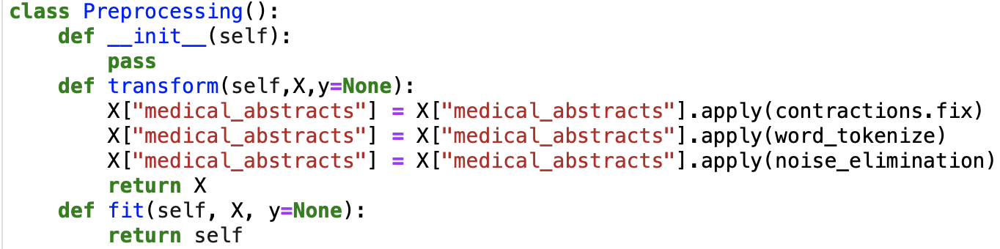 class Preprocessing():
    def __init__(self):
        pass
    def transform(self,X,y=None):
        X["medical_abstracts"] = X["medical_abstracts"].apply(contractions.fix)
        X["medical_abstracts"] = X["medical_abstracts"].apply(word_tokenize)
        X["medical_abstracts"] = X["medical_abstracts"].apply(noise_elimination)
        return X
    def fit(self, X, y=None):
        return self